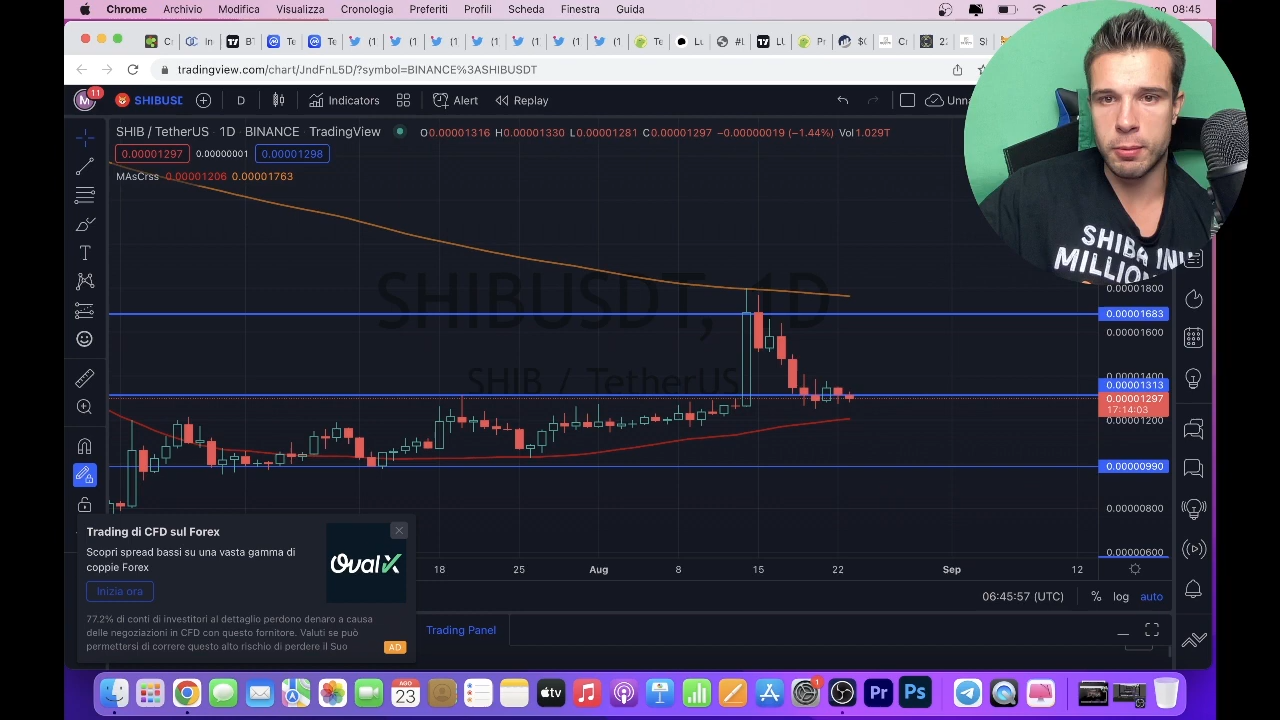 Chrome Archivio Modifica Visualizza Cronologia Preferiti Profili Scheda Finestra Guida 08:45
tradingview.com/chart/JndFnL5D/?symbol=BINANCE%3ASHIBUSDT
M 11 SHIBUSD D Indicators Alert Replay Unna
SHIB / TetherUS 1D BINANCE TradingView O0.00001316 H0.00001330 L0.00001281 C0.00001297 −0.00000019 (−1.44%) Vol1.029T
0.00001297 0.00000001 0.00001298
MAsCrss 0.00001206 0.00001763
SHIBA INU
MILLION
SHIBUSDT, 1D
SHIB / TetherUS
0.00001800
0.00001683
0.00001600
0.00001400
0.00001313
0.00001297
17:14:03
0.00001200
0.00000990
0.00000800
0.00000600
Trading di CFD sul Forex
Scopri spread bassi su una vasta gamma di
coppie Forex
OvalX
Inizia ora
77.2% di conti di investitori al dettaglio perdono denaro a causa
delle negoziazioni in CFD con questo fornitore. Valuti se può
permettersi di correre questo alto rischio di perdere il Suo
AD
18 25 Aug 8 15 22 Sep 12
06:45:57 (UTC) % log auto
Trading Panel
AGO
23
tv
1
Pr
Ps